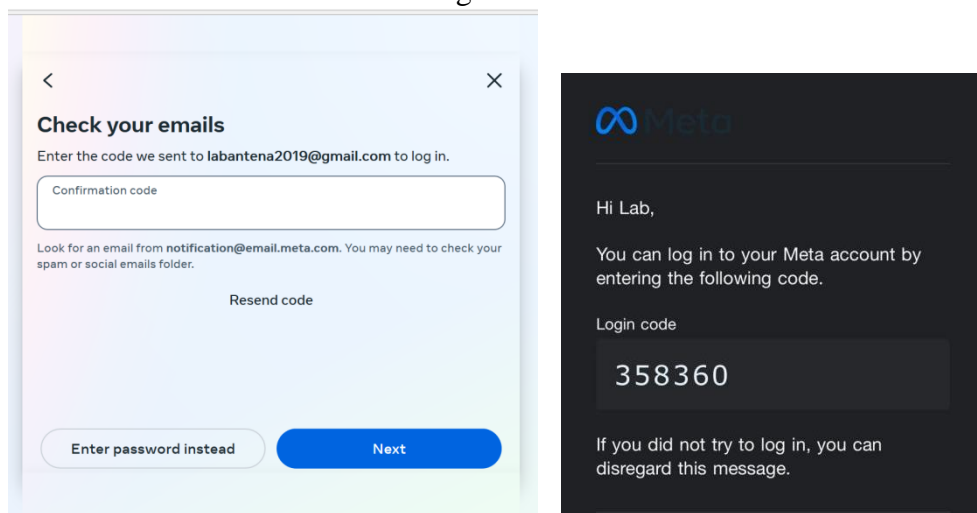 Check your emails
Enter the code we sent to labantena2019@gmail.com to log in.
Confirmation code
Look for an email from notification@email.meta.com. You may need to check your
spam or social emails folder.
Resend code
Enter password instead
Next
Meta
Hi Lab,
You can log in to your Meta account by
entering the following code.
Login code
358360
If you did not try to log in, you can
disregard this message.